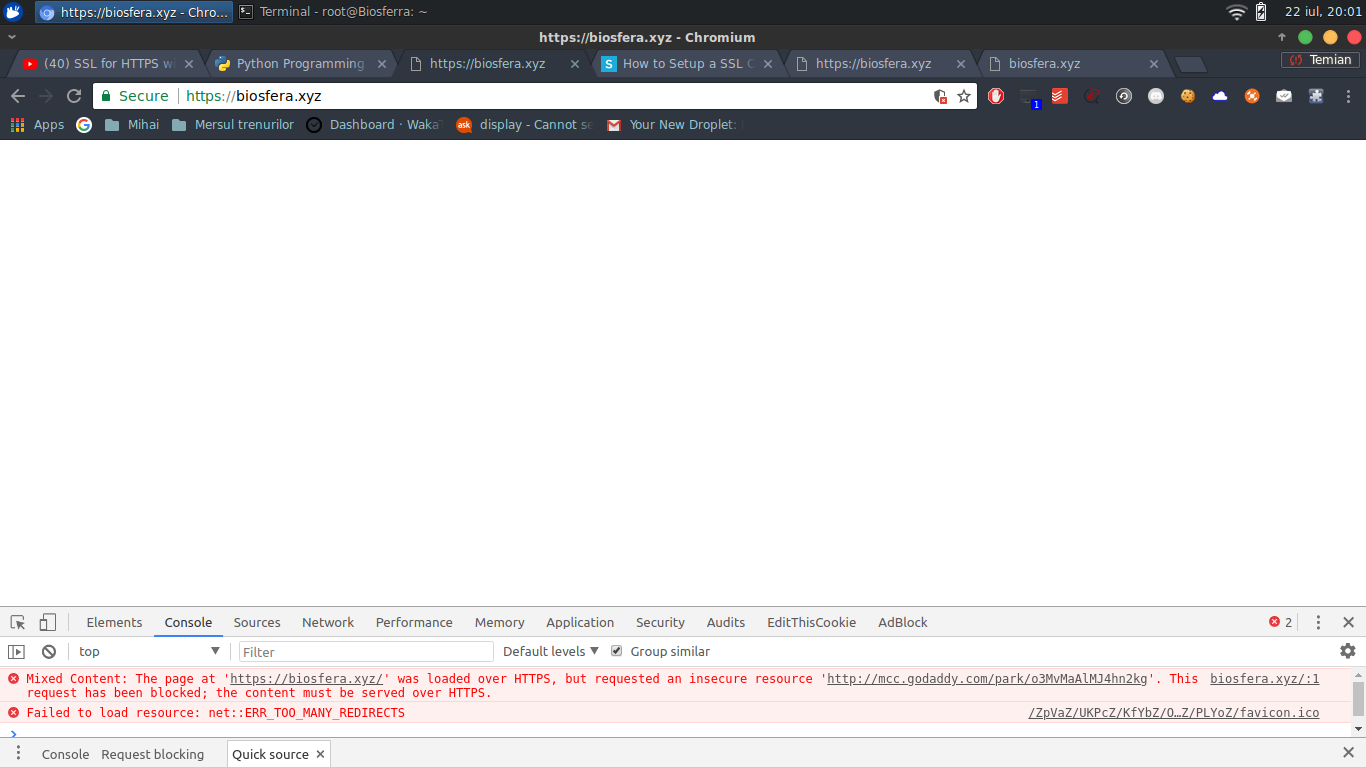 https://biosfera.xyz - Chro...
Terminal - root@Biosferra: ~
22 iul, 20:01
https://biosfera.xyz - Chromium
(40) SSL for HTTPS wi
Python Programming
https://biosfera.xyz
S How to Setup a SSL C
https://biosfera.xyz
biosfera.xyz
Temian
Secure
https://biosfera.xyz
1
Apps
Mihai
Mersul trenurilor
Dashboard · Waka
ask display - Cannot se
Your New Droplet:
Elements
Console
Sources
Network
Performance
Memory
Application
Security
Audits
EditThisCookie
AdBlock
2
top
Filter
Default levels
Group similar
Mixed Content: The page at 'https://biosfera.xyz/' was loaded over HTTPS, but requested an insecure resource 'http://mcc.godaddy.com/park/o3MvMaAlMJ4hn2kg'. This
request has been blocked; the content must be served over HTTPS.
biosfera.xyz/:1
Failed to load resource: net::ERR_TOO_MANY_REDIRECTS
/ZpVaZ/UKPcZ/KfYbZ/O…Z/PLYoZ/favicon.ico
Console
Request blocking
Quick source